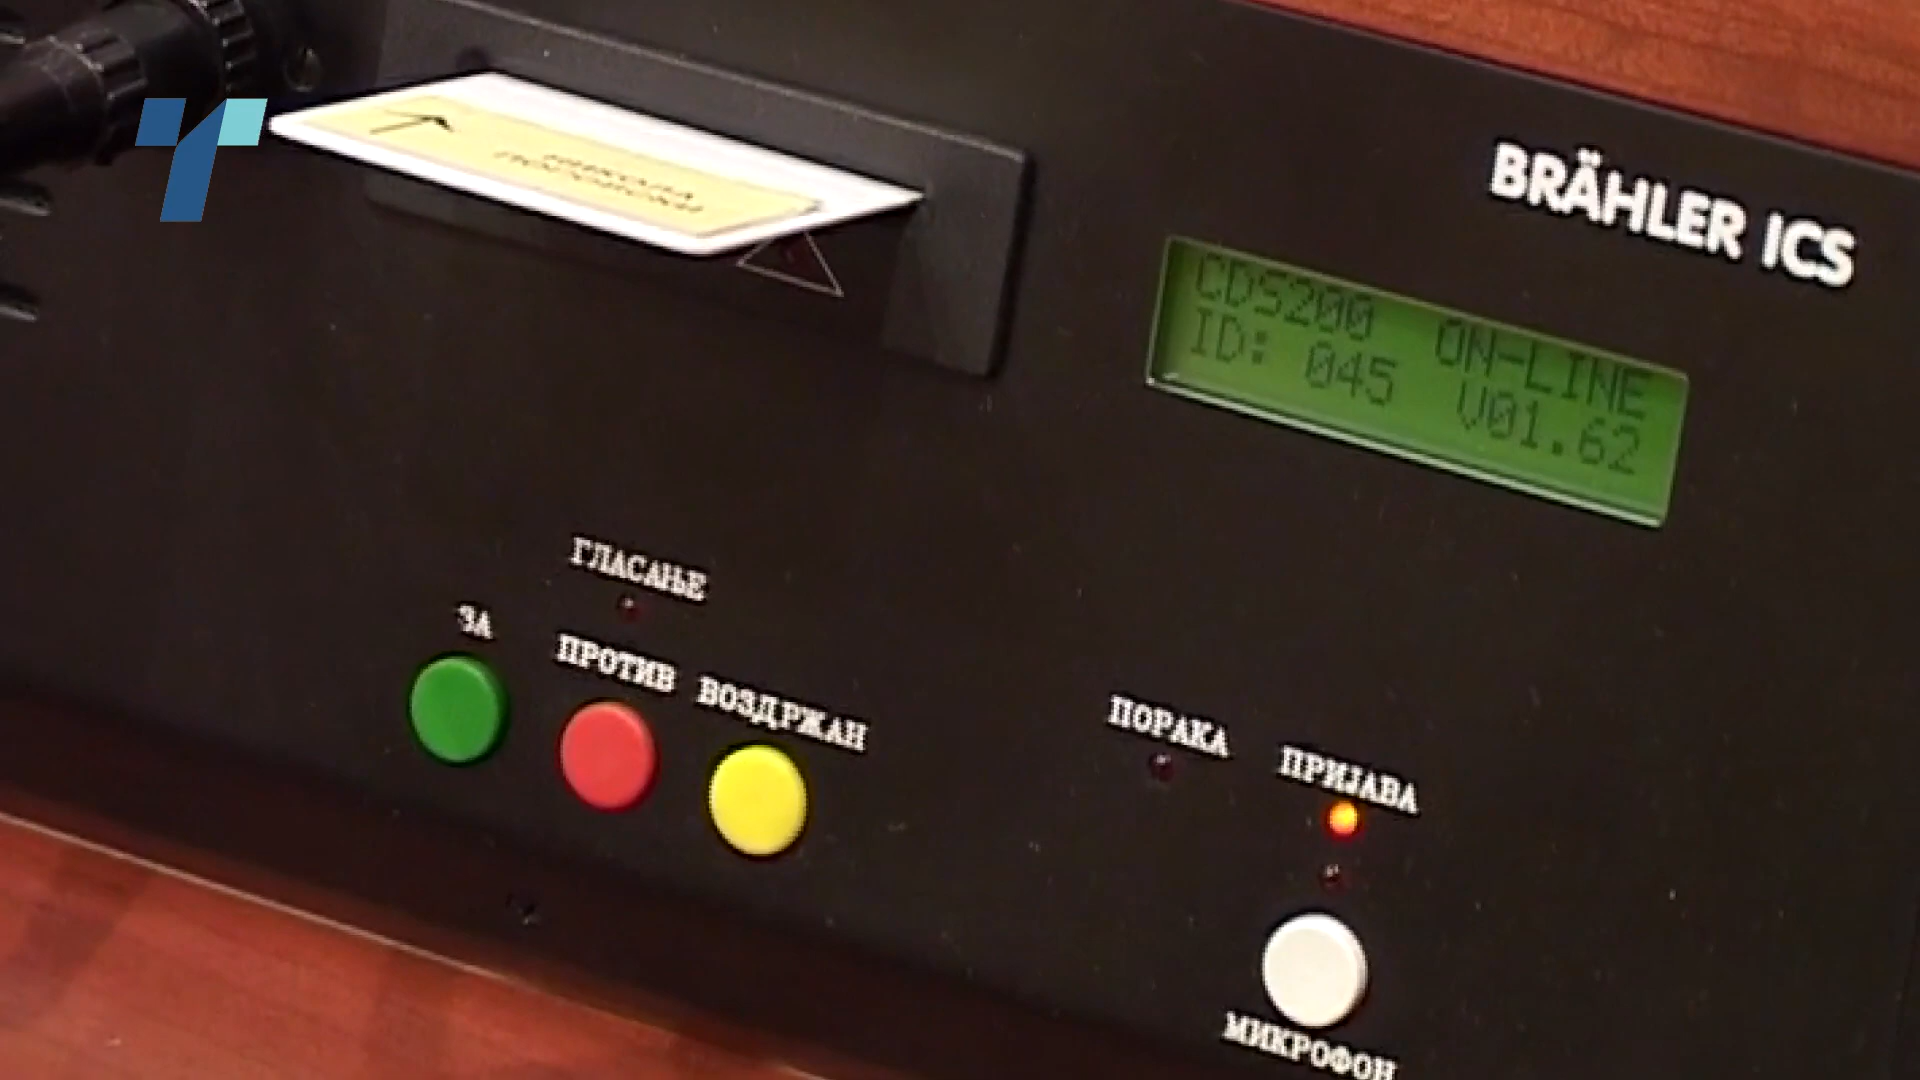 BRÄHLER ICS
CDS200 ON-LINE
ID: 045 V01.62
ГЛАСАЊЕ
ЗА
ПРОТИВ
ВОЗДРЖАН
ПОРАКА
ПРИЈАВА
МИКРОФОН